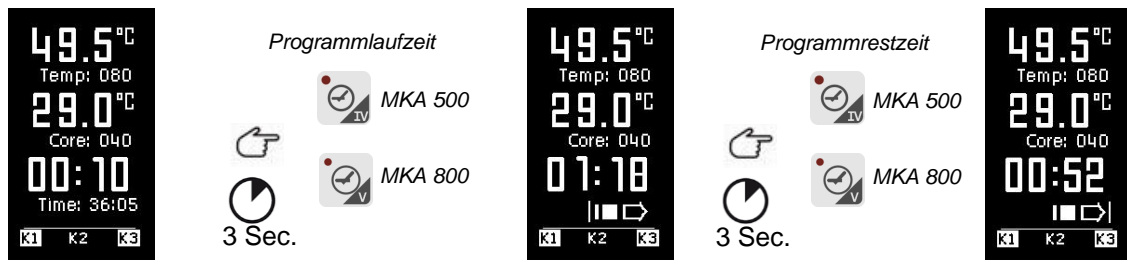 49.5°C
Temp: 080
29.0°C
Core: 040
00:10
Time: 36:05
K1 K2 K3
Programmlaufzeit
IV MKA 500
V MKA 800
3 Sec.
49.5°C
Temp: 080
29.0°C
Core: 040
01:18
K1 K2 K3
Programmrestzeit
IV MKA 500
V MKA 800
3 Sec.
49.5°C
Temp: 080
29.0°C
Core: 040
00:52
K1 K2 K3